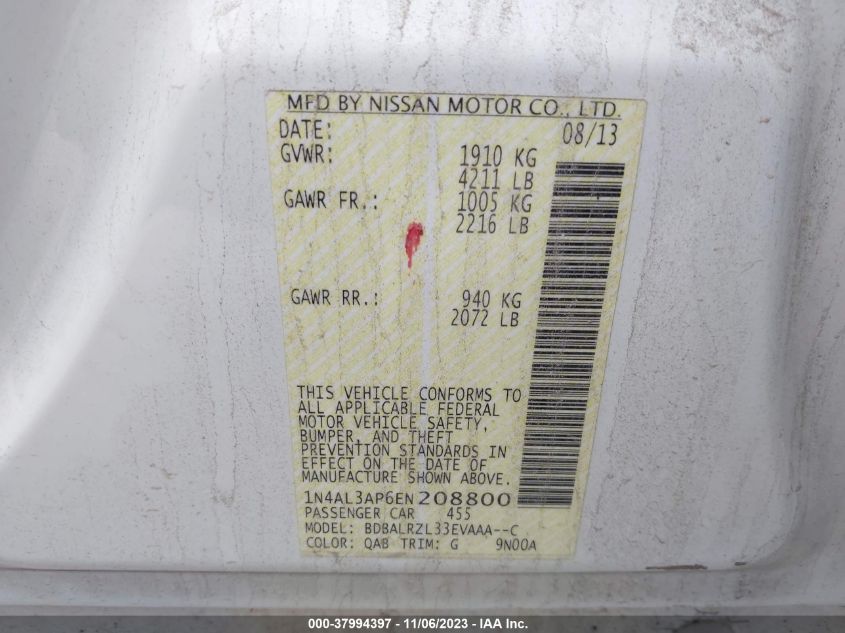 MFD BY NISSAN MOTOR CO., LTD.
DATE: 08/13
GVWR: 1910 KG
4211 LB
GAWR FR.: 1005 KG
2216 LB
GAWR RR.: 940 KG
2072 LB
THIS VEHICLE CONFORMS TO
ALL APPLICABLE FEDERAL
MOTOR VEHICLE SAFETY,
BUMPER, AND THEFT
PREVENTION STANDARDS IN
EFFECT ON THE DATE OF
MANUFACTURE SHOWN ABOVE.
1N4AL3AP6EN208800
PASSENGER CAR 455
MODEL: BDBALRZL33EVAAA--C
COLOR: QAB TRIM: G 9N00A
000-37994397 - 11/06/2023 - IAA Inc.